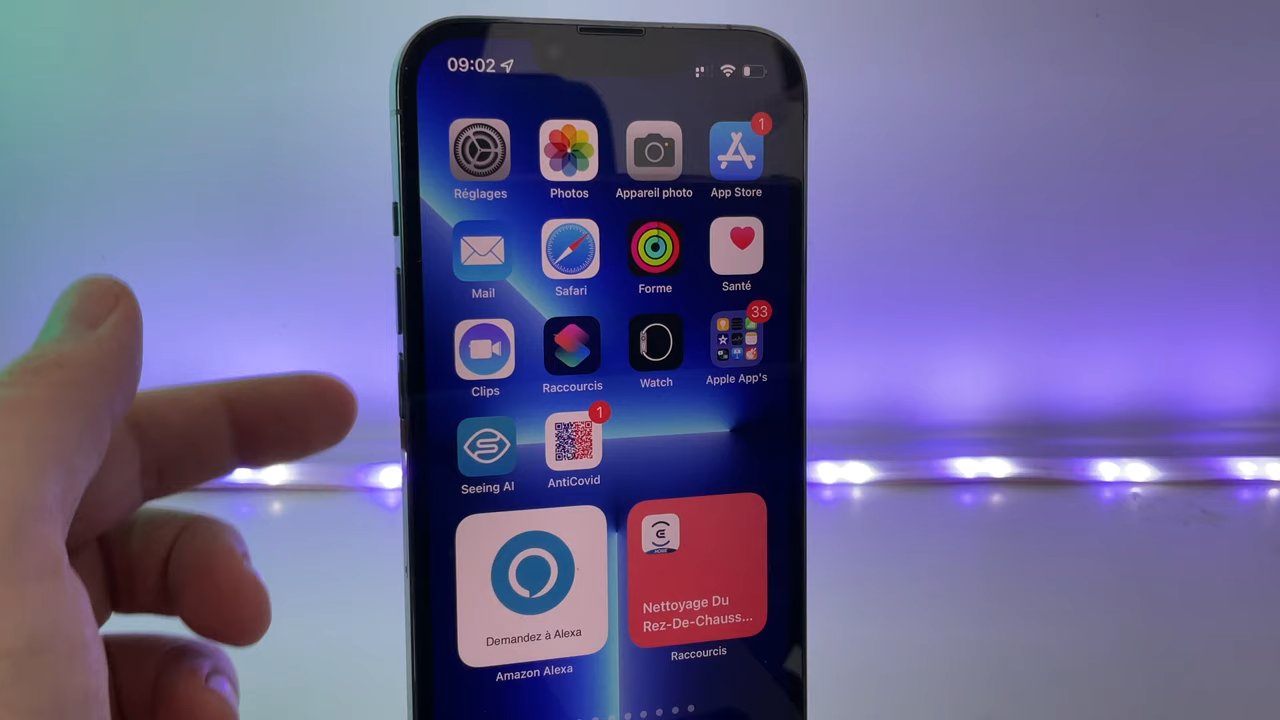 09:02
1
Réglages
Photos
Appareil photo
App Store
Mail
Safari
Forme
Santé
33
Clips
Raccourcis
Watch
Apple App's
1
Seeing AI
AntiCovid
HOME
Nettoyage Du
Rez-De-Chauss...
Demandez à Alexa
Amazon Alexa
Raccourcis